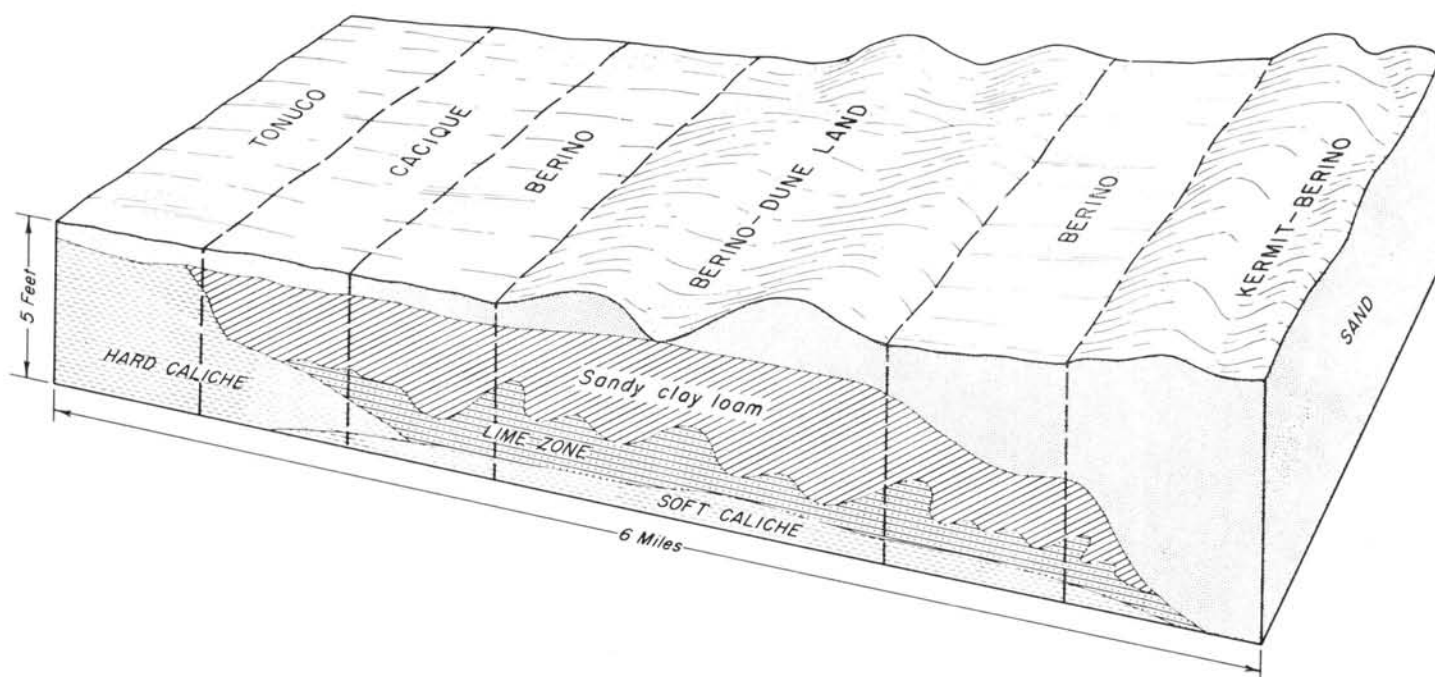 TONUCO
CACIQUE
BERINO
BERINO-DUNE LAND
BERINO
KERMIT-BERINO
SAND
5 Feet
HARD CALICHE
Sandy clay loam
LIME ZONE
SOFT CALICHE
6 Miles